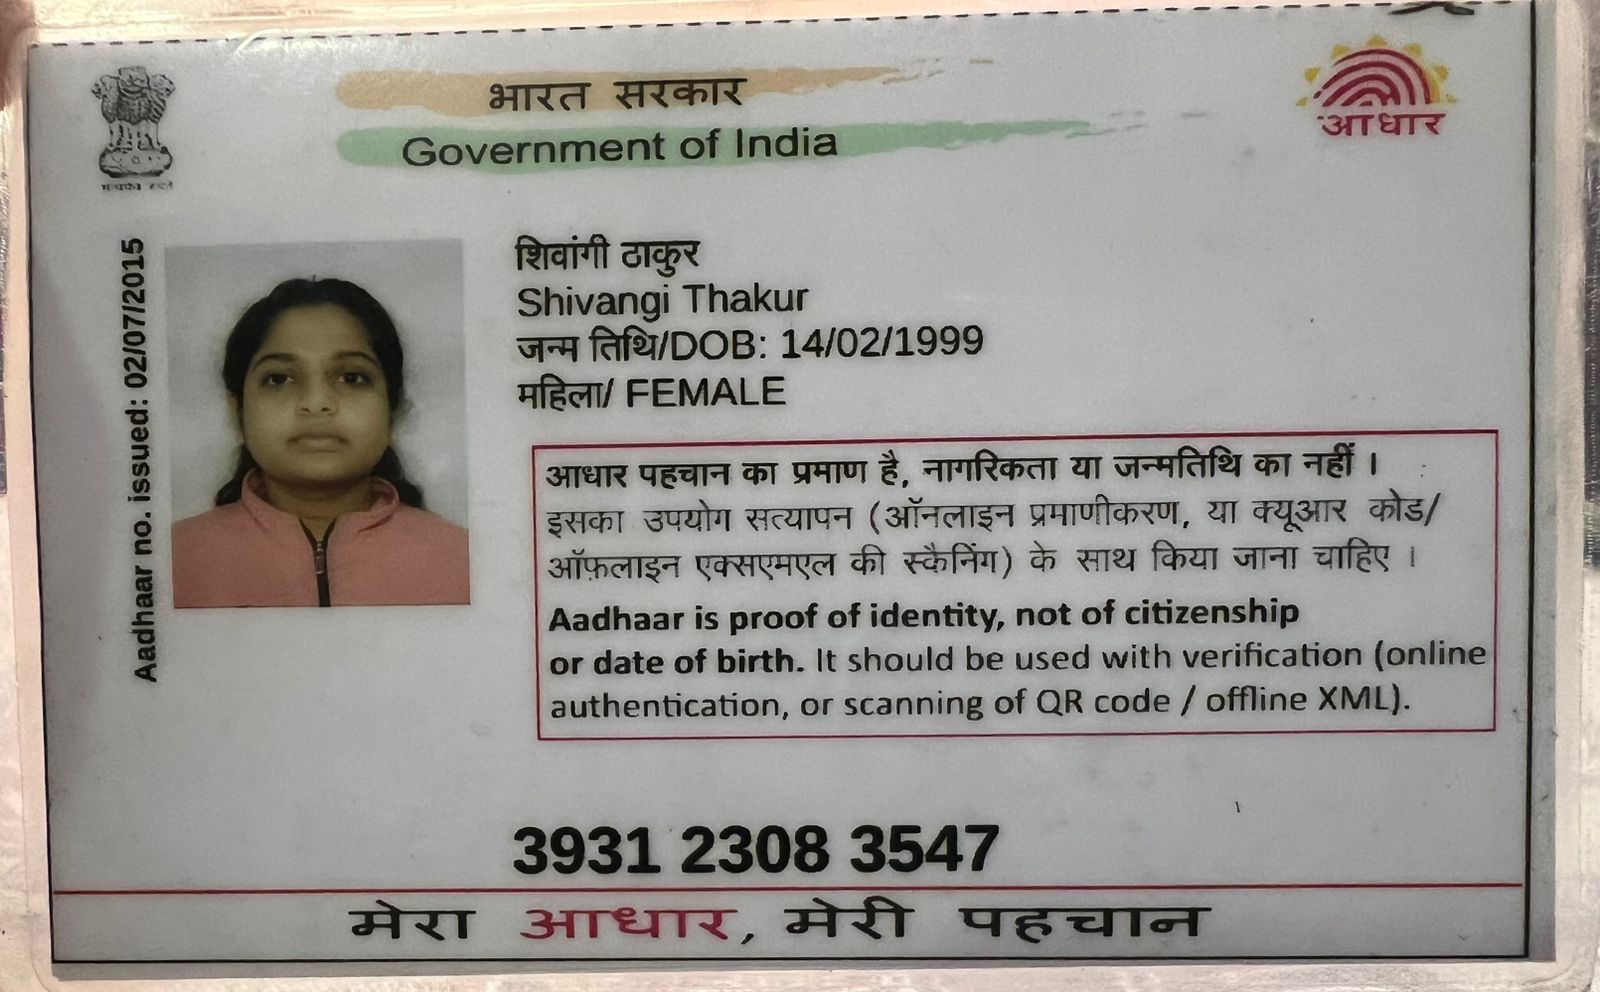 भारत सरकार
Government of India
आधार
Aadhaar no. issued: 02/07/2015
शिवांगी ठाकुर
Shivangi Thakur
जन्म तिथि/DOB: 14/02/1999
महिला/ FEMALE
आधार पहचान का प्रमाण है, नागरिकता या जन्मतिथि का नहीं ।
इसका उपयोग सत्यापन (ऑनलाइन प्रमाणीकरण, या क्यूआर कोड/
ऑफ़लाइन एक्सएमएल की स्कैनिंग) के साथ किया जाना चाहिए ।
Aadhaar is proof of identity, not of citizenship
or date of birth. It should be used with verification (online
authentication, or scanning of QR code / offline XML).
3931 2308 3547
मेरा आधार, मेरी पहचान